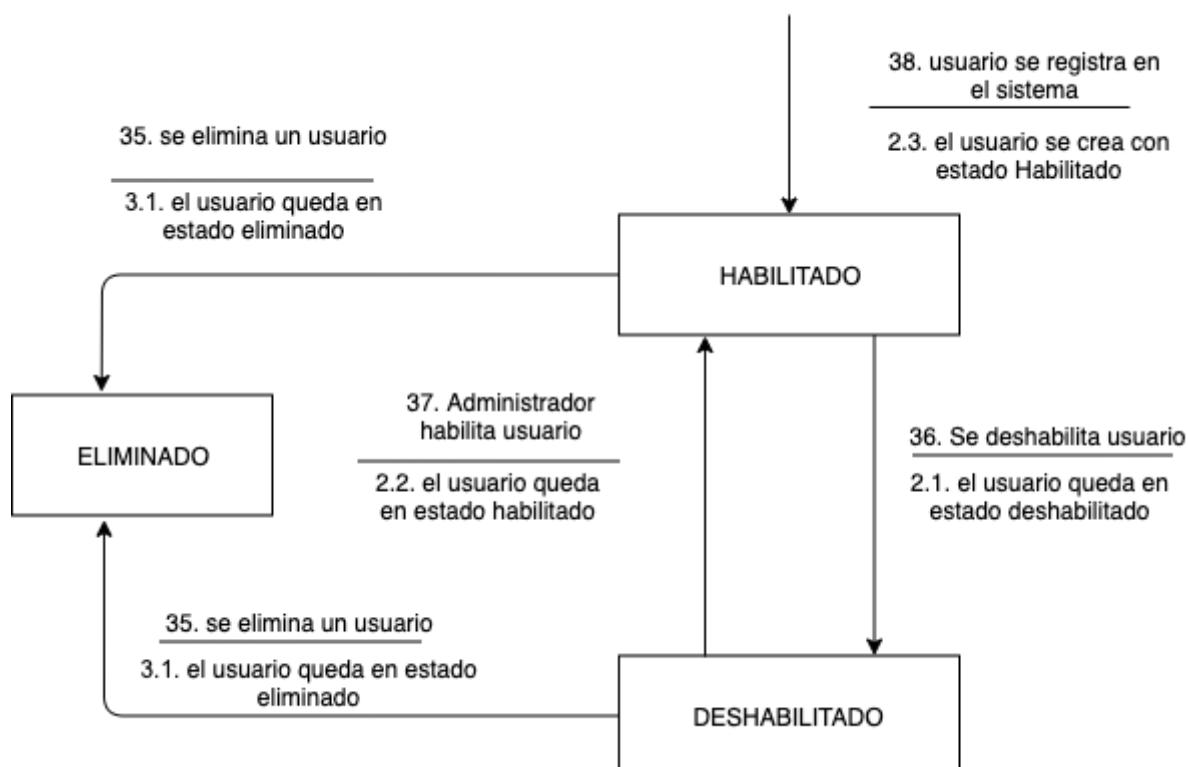 38. usuario se registra en
el sistema
2.3. el usuario se crea con
estado Habilitado
35. se elimina un usuario
3.1. el usuario queda en
estado eliminado
HABILITADO
37. Administrador
habilita usuario
2.2. el usuario queda
en estado habilitado
ELIMINADO
36. Se deshabilita usuario
2.1. el usuario queda en
estado deshabilitado
35. se elimina un usuario
3.1. el usuario queda en estado
eliminado
DESHABILITADO